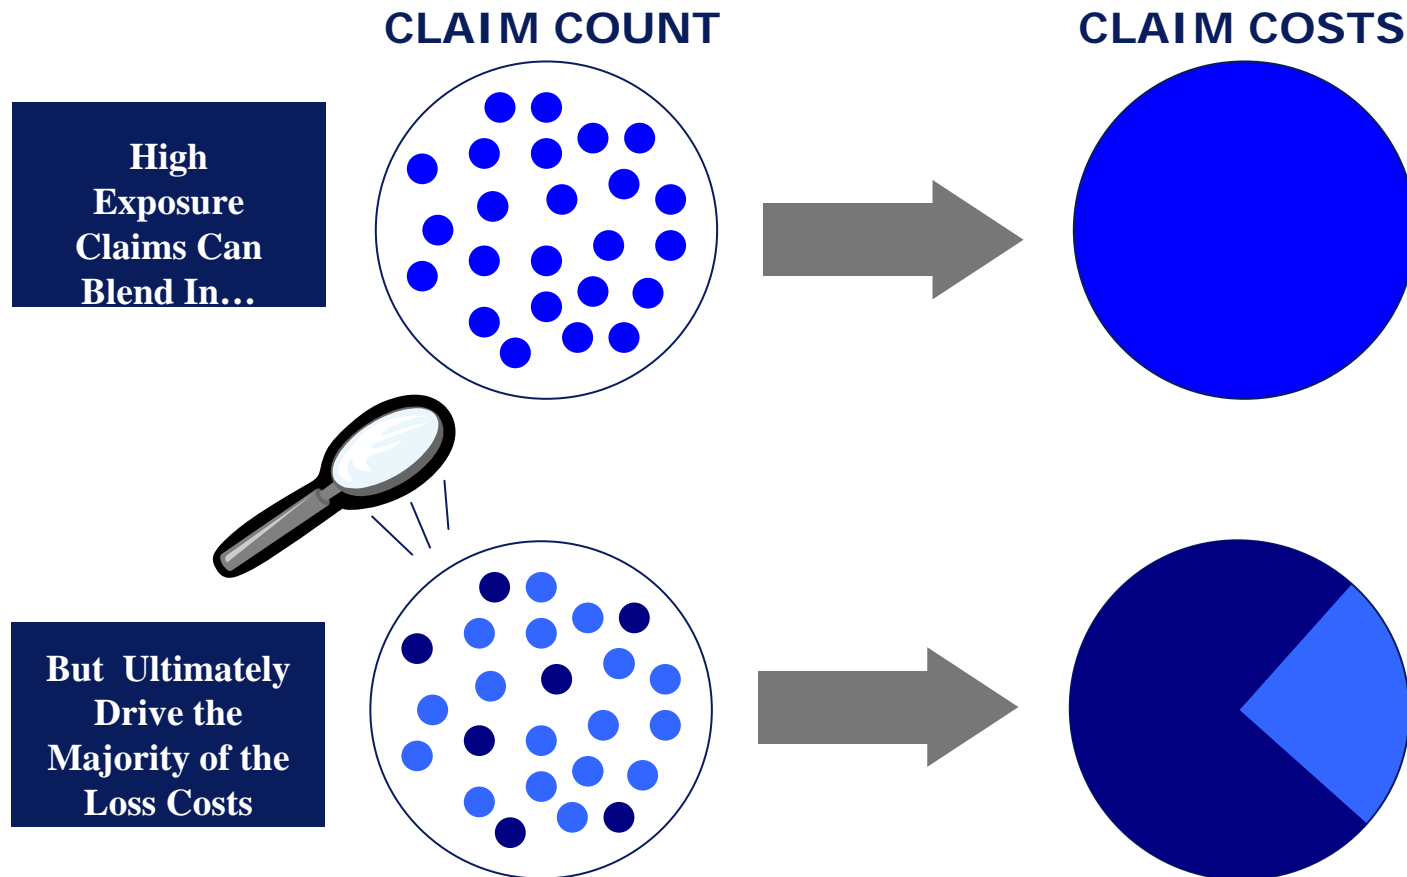 CLAIM COUNT
CLAIM COSTS
High
Exposure
Claims Can
Blend In…
But Ultimately
Drive the
Majority of the
Loss Costs